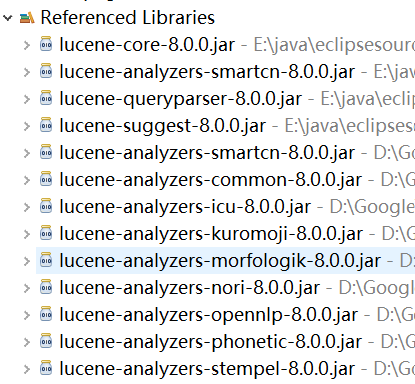 Referenced Libraries
lucene-core-8.0.0.jar - E:\java\eclipsesour
lucene-analyzers-smartcn-8.0.0.jar - E:\jav
lucene-queryparser-8.0.0.jar - E:\java\eclip
lucene-suggest-8.0.0.jar - E:\java\eclipseso
lucene-analyzers-smartcn-8.0.0.jar - D:\Go
lucene-analyzers-common-8.0.0.jar - D:\G
lucene-analyzers-icu-8.0.0.jar - D:\Google
lucene-analyzers-kuromoji-8.0.0.jar - D:\G
lucene-analyzers-morfologik-8.0.0.jar - D:
lucene-analyzers-nori-8.0.0.jar - D:\Googl
lucene-analyzers-opennlp-8.0.0.jar - D:\G
lucene-analyzers-phonetic-8.0.0.jar - D:\G
lucene-analyzers-stempel-8.0.0.jar - D:\G